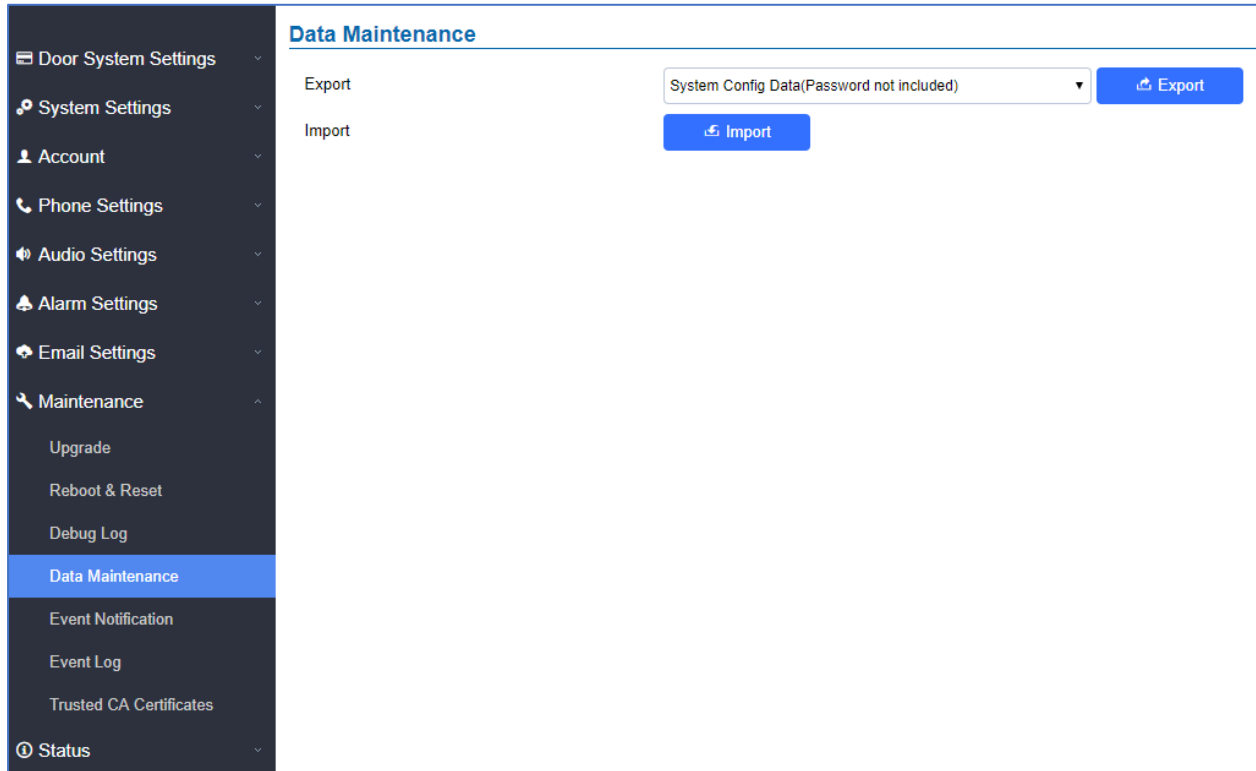 Door System Settings
System Settings
Account
Phone Settings
Audio Settings
Alarm Settings
Email Settings
Maintenance
Upgrade
Reboot & Reset
Debug Log
Data Maintenance
Event Notification
Event Log
Trusted CA Certificates
Status
Data Maintenance
Export System Config Data(Password not included) Export
Import Import